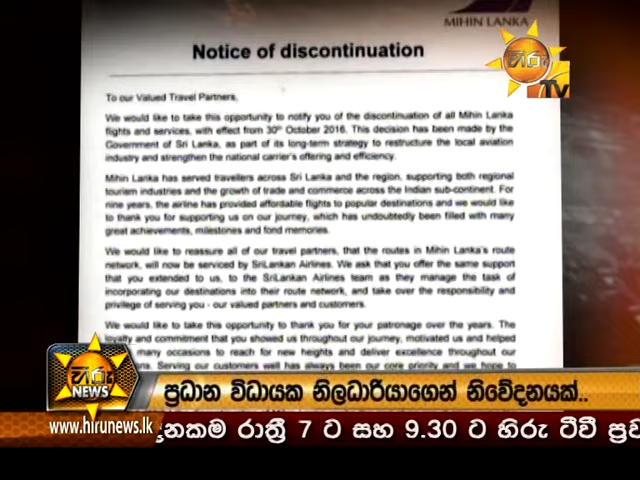 MIHIN LANKA
හිරු
TV
Notice of discontinuation
To our Valued Travel Partners,
We would like to take this opportunity to notify you of the discontinuation of all Mihin Lanka
flights and services, with effect from 30th October 2016. This decision has been made by the
Government of Sri Lanka, as part of its long-term strategy to restructure the local aviation
industry and strengthen the national carrier's offering and efficiency.
Mihin Lanka has served travellers across Sri Lanka and the region, supporting both regional
tourism industries and the growth of trade and commerce across the Indian sub-continent. For
nine years, the airline has provided affordable flights to popular destinations and we would like
to thank you for supporting us on our journey, which has undoubtedly been filled with many
great achievements, milestones and fond memories.
We would like to reassure all of our travel partners, that the routes in Mihin Lanka's route
network, will now be serviced by SriLankan Airlines. We ask that you offer the same support
that you extended to us, to the SriLankan Airlines team as they manage the task of
incorporating our destinations into their route network, and take over the responsibility and
privilege of serving you - our valued partners and customers.
We would like to take this opportunity to thank you for your patronage over the years. The
loyalty and commitment that you showed us throughout our journey, motivated us and helped
many occasions to reach for new heights and deliver excellence throughout our
Serving our customers well has always been our core priority and we hope to
හිරු
NEWS
ප්‍රධාන විධායක නිලධාරියාගෙන් නිවේදනයක්..
www.hirunews.lk
දිනකම රාත්‍රී 7 ට සහ 9.30 ට හිරු ටීවී ප්‍රව